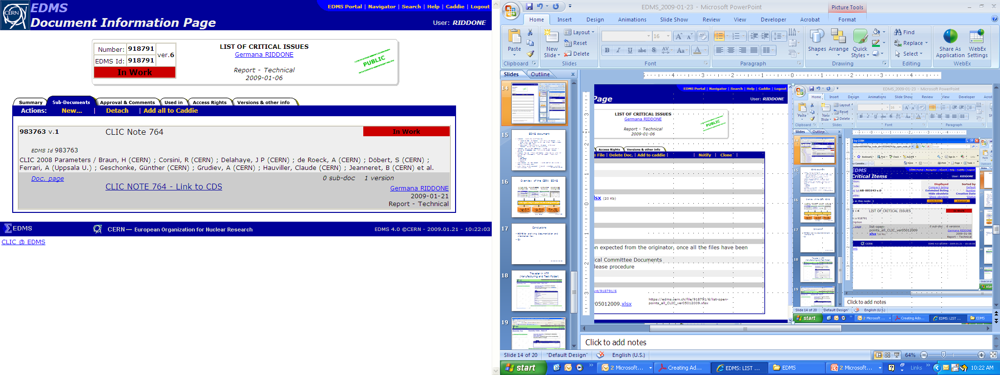 EDMS
Document Information Page
CERN
EDMS Portal | Navigator | Search | Help | Caddie | Logout
User: RIDDONE
Number: 918791
ver.6
EDMS Id: 918791
In Work
LIST OF CRITICAL ISSUES
Germana RIDDONE
Report - Technical
2009-01-06
PUBLIC
Summary
Sub-Documents
Approval & Comments
Used in
Access Rights
Versions & other info
Actions: New... | Detach | Add all to Caddie
983763 v.1
CLIC Note 764
In Work
EDMS Id 983763
CLIC 2008 Parameters / Braun, H (CERN) ; Corsini, R (CERN) ; Delahaye, J P (CERN) ; de Roeck, A (CERN) ; Döbert, S (CERN) ;
Ferrari, A (Uppsala U.) ; Geschonke, Günther (CERN) ; Grudiev, A (CERN) ; Hauviller, Claude (CERN) ; Jeanneret, B (CERN) et al.
Doc. page
0 sub-doc 1 version
CLIC NOTE 764 - Link to CDS
Germana RIDDONE
2009-01-21
Report - Technical
EDMS
CERN — European Organization for Nuclear Research
EDMS 4.0 ©CERN - 2009.01.21 - 10:22:03
CLIC @ EDMS
EDMS_2009-01-23 - Microsoft PowerPoint
Picture Tools
Home Insert Design Animations Slide Show Review View Developer Acrobat Format
Paste
Clipboard
New Slide
Layout
Reset
Delete
Slides
16
Font
Paragraph
Shapes
Arrange
Quick Styles
Drawing
Find
Replace
Select
Editing
Share As Application
WebEx Settings
WebEx
Slides
Outline
14
15
EDMS document
16
Overview of the CERN EDMS
17
Conclusions
18
Traveller in MTF
(Manufacturing and Test Folder)
19
Page
EDMS Portal | Navigator | Search | Help | Caddie | Logout
User: RIDDONE
LIST OF CRITICAL ISSUES
Germana RIDDONE
Report - Technical
2009-01-06
PUBLIC
Access Rights
Versions & other info
File | Delete Doc. | Add to caddie | | Notify | Clone |
xlsx (20 Kb)
n expected from the originator, once all the files have been
cal Committee Documents
lease procedure
nt/918791/6
r05012009.xlsx
https://edms.cern.ch/file/918791/6/list-open-
points_all_CLIC_ver05012009.xlsx
EDMS_2009-01-23 - Microsoft PowerPoint
Home Insert Design Animations Slide Show Review View Developer
Paste
Clipboard
New Slide
Layout
Reset
Delete
Slides
Font
Paragraph
Slides
Outline
EDMS
Critical Items
User: RIDDONE
Displayed
Sorted by
Compact listing
Default
Extended listing
Number
Hide obsolete
Creation Date
Show obsolete
Status
AB-003143 v.0
in this node: 1
v.6
LIST OF CRITICAL ISSUES
In Work
list-open-
points_all_CLIC_ver05012009
xlsx (20 Kb)
0 sub-doc 6 versions
Germana RIDDONE
2009-01-06
Report - Technical
CERN
Click to add notes
Slide 14 of 20
"Default Design"
English (U.S.)
start
2 Microsoft ...
Creating Ado...
EDMS: LIST ...
EDMS
Click to add notes
Slide 14 of 20
"Default Design"
English (U.S.)
64%
start
2 Microsoft...
Creating Ad...
EDMS: LIST ...
EDMS
2 Microsoft...
Links
10:22 AM